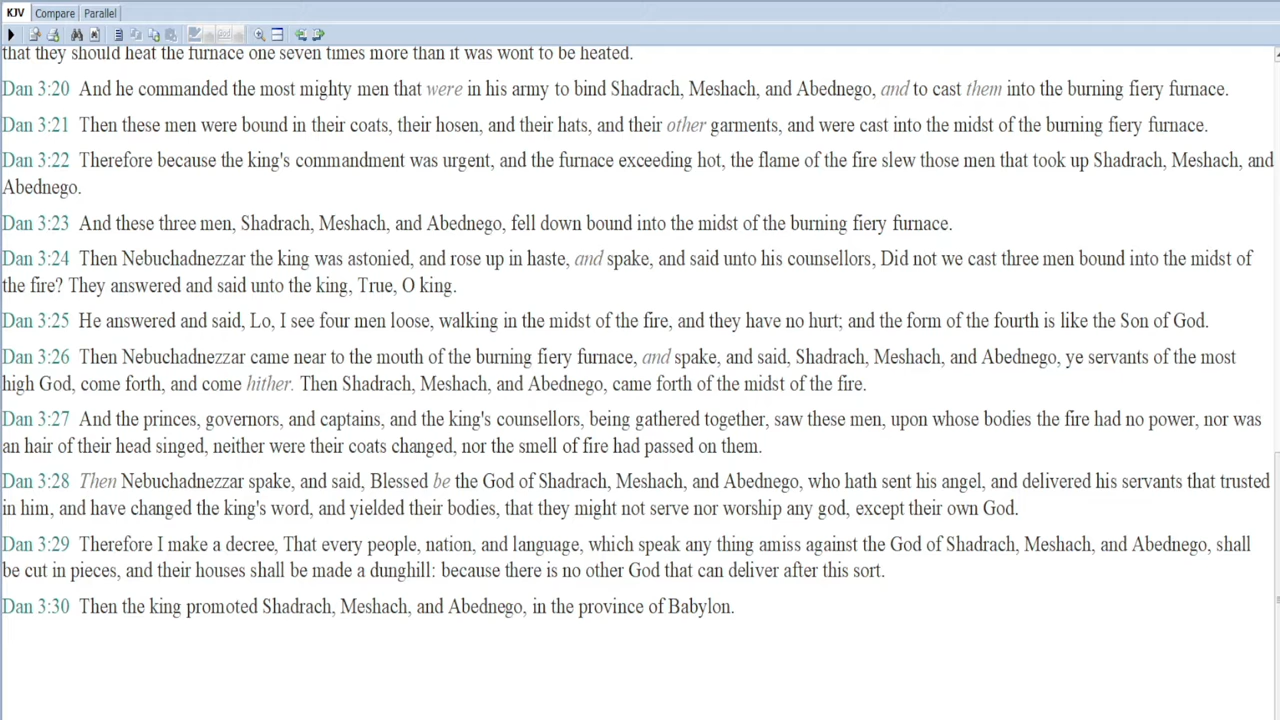 KJV Compare Parallel
that they should heat the furnace one seven times more than it was wont to be heated.
Dan 3:20 And he commanded the most mighty men that were in his army to bind Shadrach, Meshach, and Abednego, and to cast them into the burning fiery furnace.
Dan 3:21 Then these men were bound in their coats, their hosen, and their hats, and their other garments, and were cast into the midst of the burning fiery furnace.
Dan 3:22 Therefore because the king's commandment was urgent, and the furnace exceeding hot, the flame of the fire slew those men that took up Shadrach, Meshach, and
Abednego.
Dan 3:23 And these three men, Shadrach, Meshach, and Abednego, fell down bound into the midst of the burning fiery furnace.
Dan 3:24 Then Nebuchadnezzar the king was astonied, and rose up in haste, and spake, and said unto his counsellors, Did not we cast three men bound into the midst of
the fire? They answered and said unto the king, True, O king.
Dan 3:25 He answered and said, Lo, I see four men loose, walking in the midst of the fire, and they have no hurt; and the form of the fourth is like the Son of God.
Dan 3:26 Then Nebuchadnezzar came near to the mouth of the burning fiery furnace, and spake, and said, Shadrach, Meshach, and Abednego, ye servants of the most
high God, come forth, and come hither. Then Shadrach, Meshach, and Abednego, came forth of the midst of the fire.
Dan 3:27 And the princes, governors, and captains, and the king's counsellors, being gathered together, saw these men, upon whose bodies the fire had no power, nor was
an hair of their head singed, neither were their coats changed, nor the smell of fire had passed on them.
Dan 3:28 Then Nebuchadnezzar spake, and said, Blessed be the God of Shadrach, Meshach, and Abednego, who hath sent his angel, and delivered his servants that trusted
in him, and have changed the king's word, and yielded their bodies, that they might not serve nor worship any god, except their own God.
Dan 3:29 Therefore I make a decree, That every people, nation, and language, which speak any thing amiss against the God of Shadrach, Meshach, and Abednego, shall
be cut in pieces, and their houses shall be made a dunghill: because there is no other God that can deliver after this sort.
Dan 3:30 Then the king promoted Shadrach, Meshach, and Abednego, in the province of Babylon.